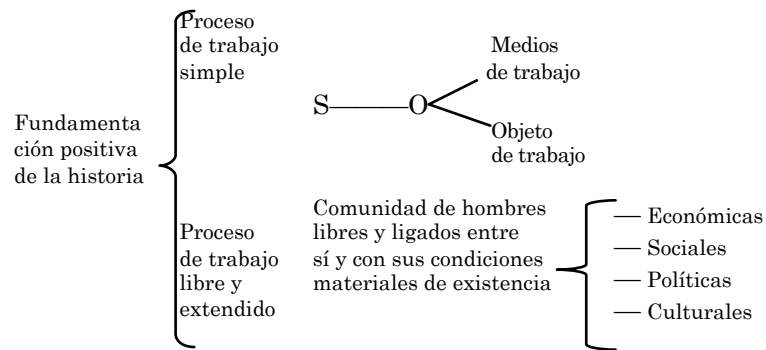 Fundamenta
ción positiva
de la historia
Proceso
de trabajo
simple
S———O
Medios
de trabajo
Objeto
de trabajo
Proceso
de trabajo
libre y
extendido
Comunidad de hombres
libres y ligados entre
sí y con sus condiciones
materiales de existencia
— Económicas
— Sociales
— Políticas
— Culturales